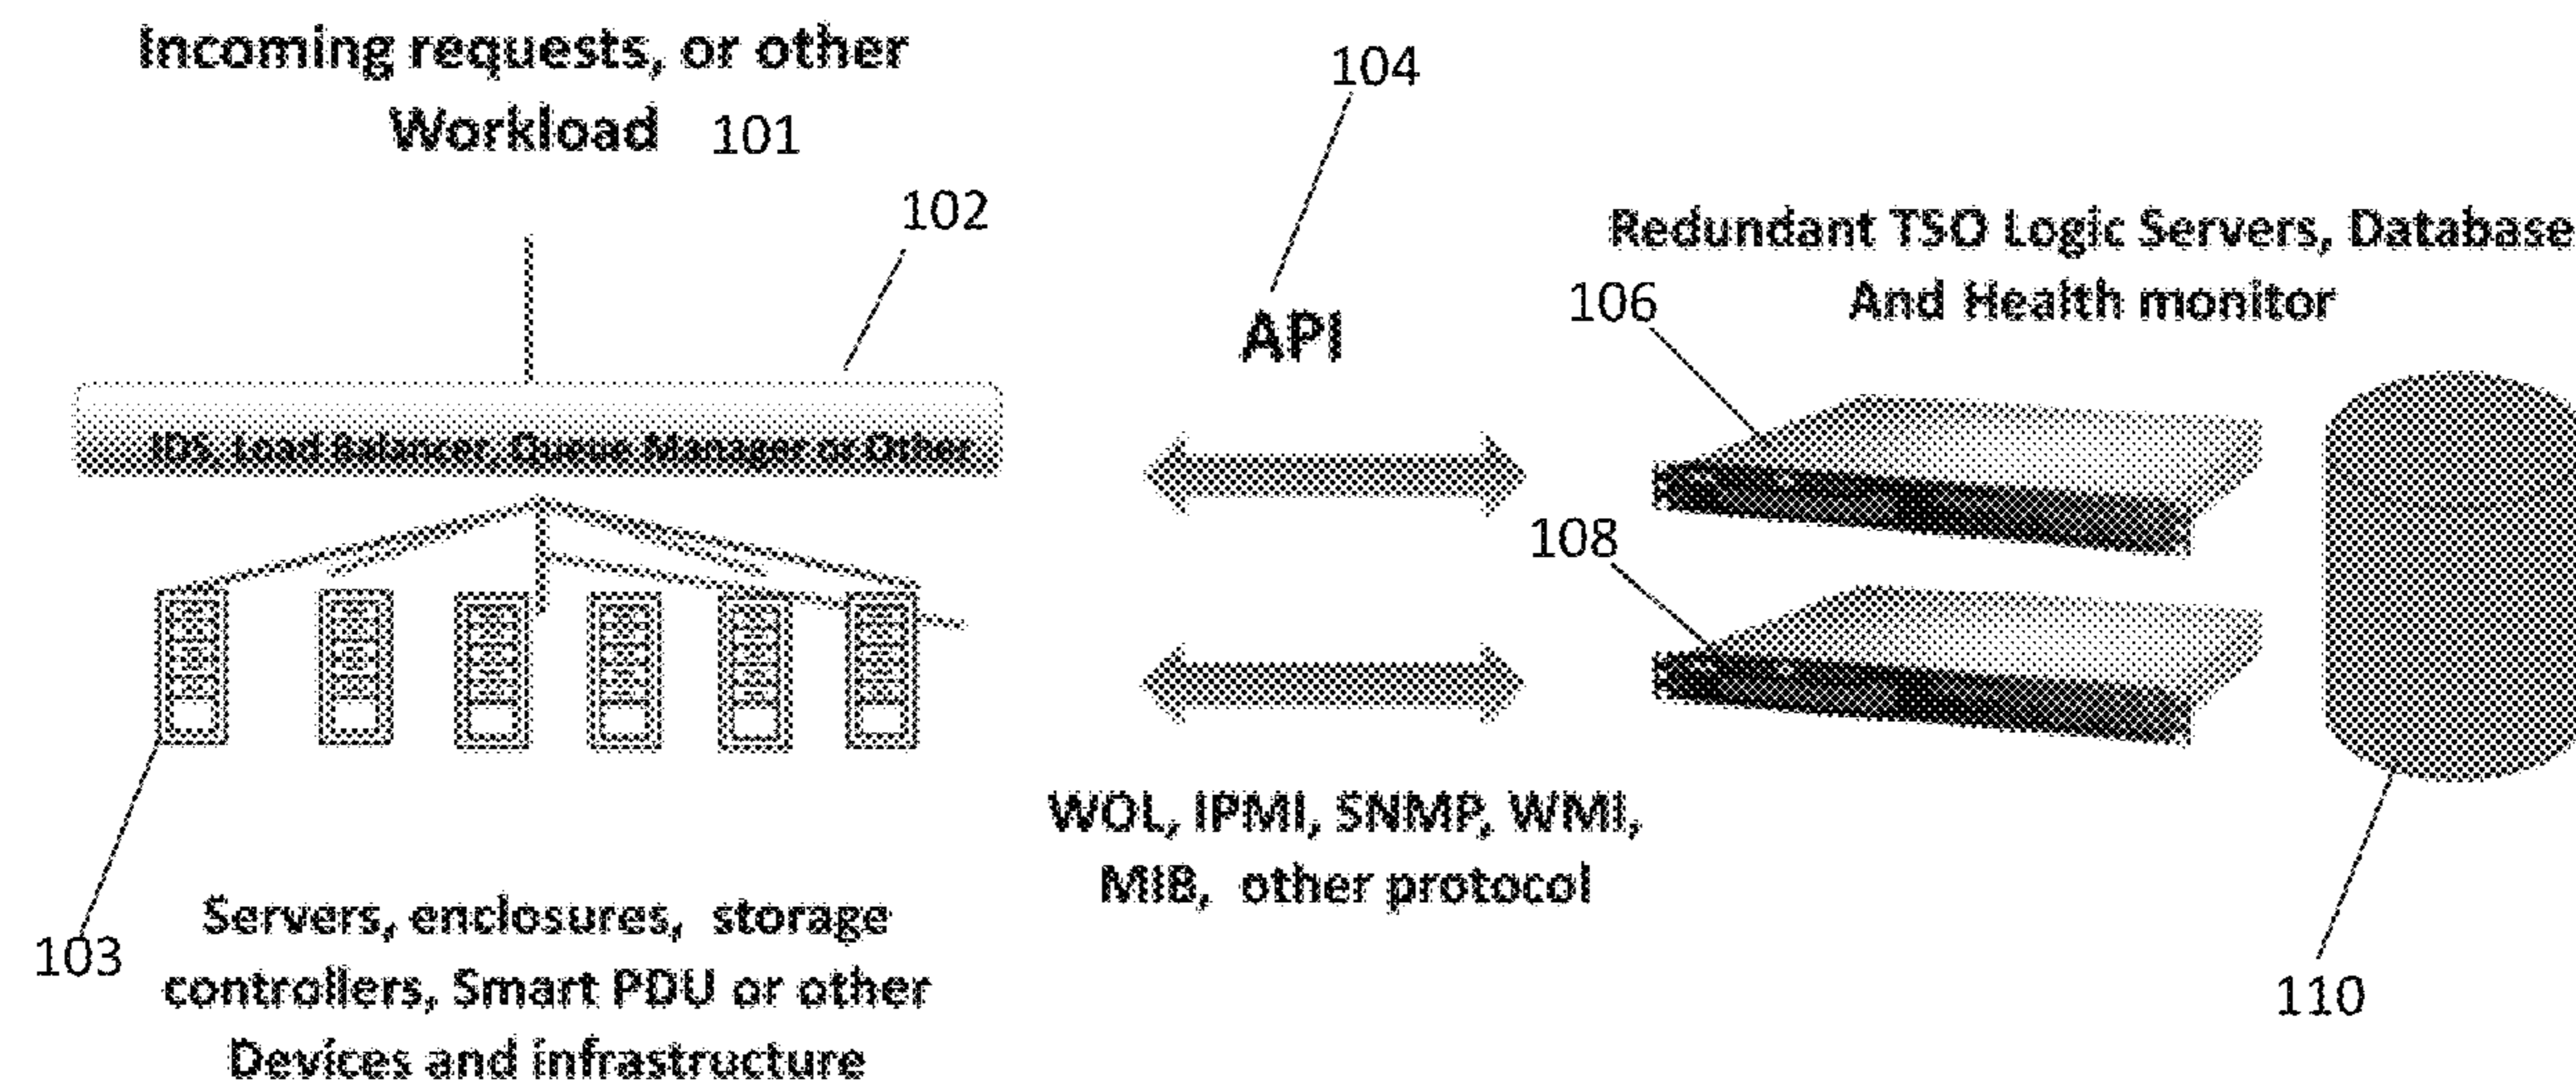 Incoming requests, or other
Workload 101
102
IDS, Load Balancer, Queue Manager or Other
103
Servers, enclosures, storage
controllers, Smart PDU or other
Devices and infrastructure
104
API
WOL, IPMI, SNMP, WMI,
MIB, other protocol
Redundant TSO Logic Servers, Database
And Health monitor
106
108
110